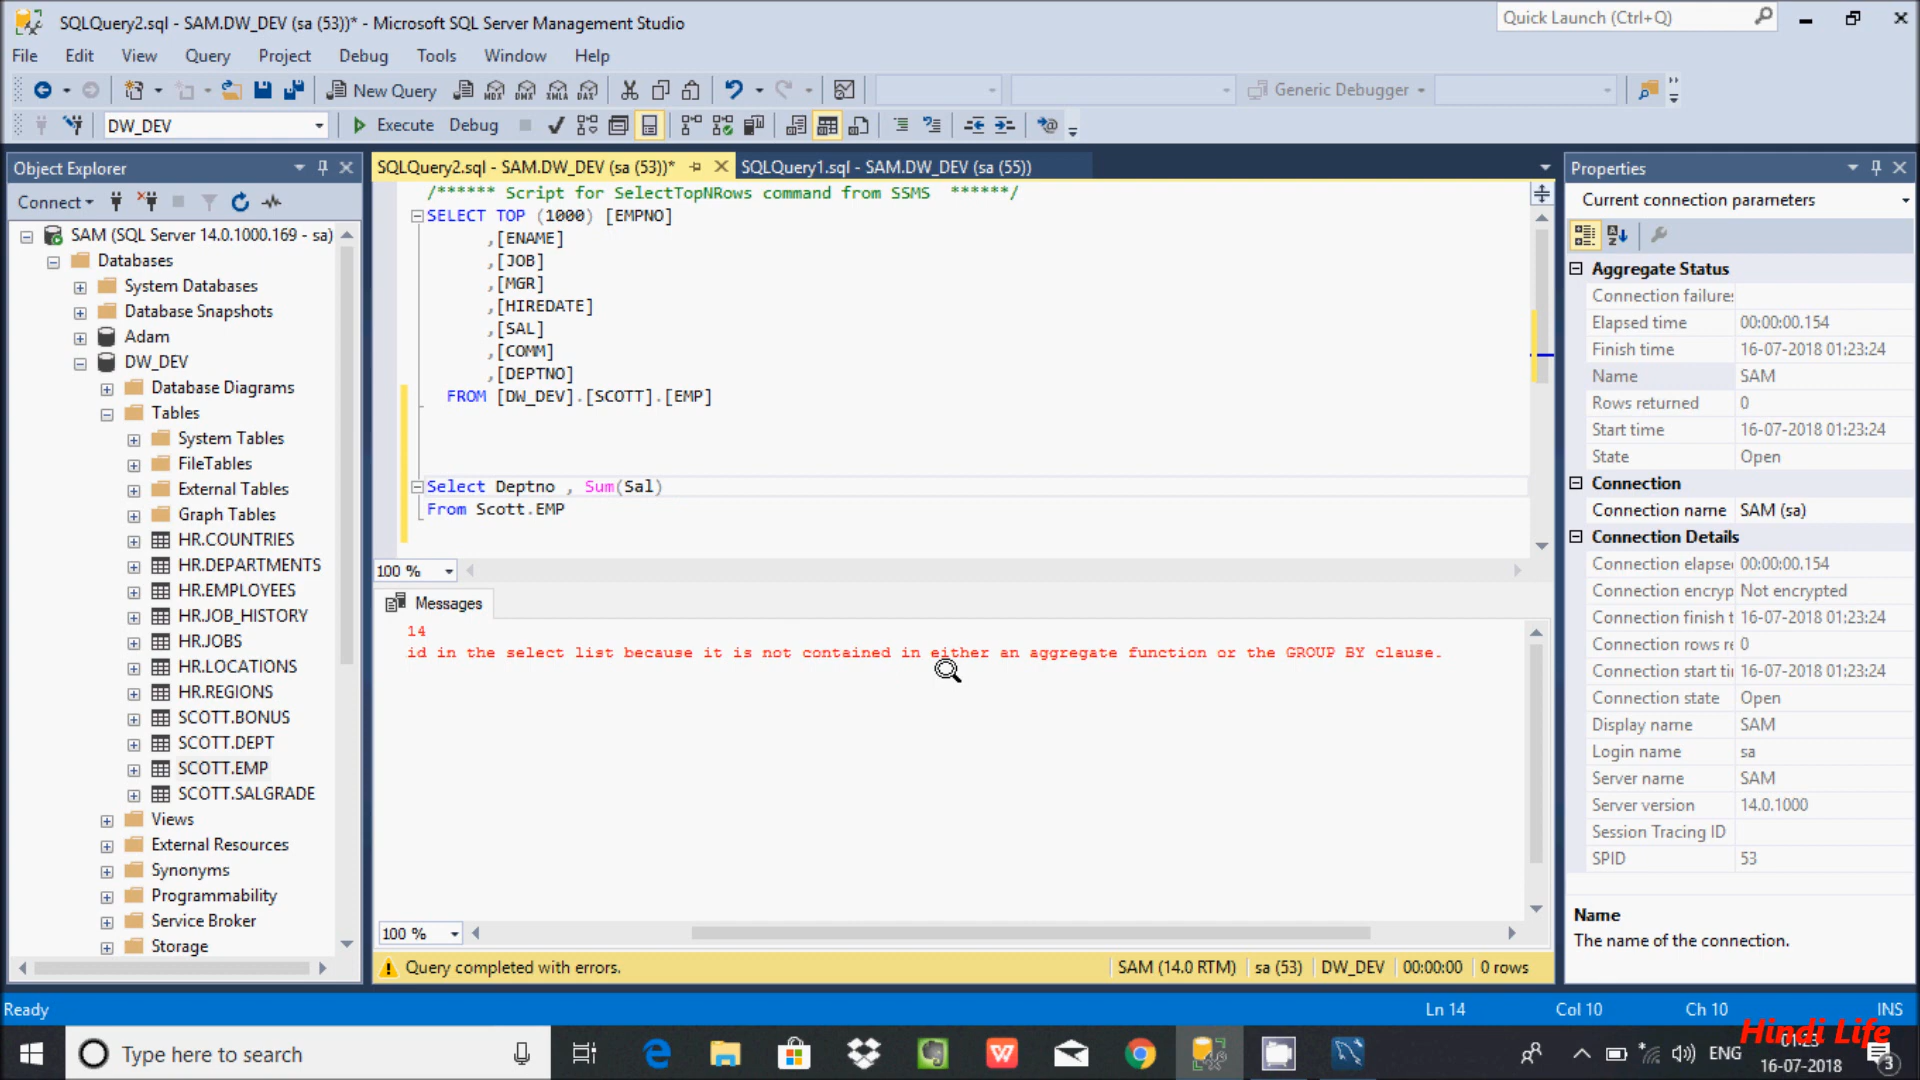 SQLQuery2.sql - SAM.DW_DEV (sa (53))* - Microsoft SQL Server Management Studio
Quick Launch (Ctrl+Q)
File Edit View Query Project Debug Tools Window Help
New Query
MDX DMX XMLA DAX
Generic Debugger
DW_DEV
Execute Debug
Object Explorer
Connect
SAM (SQL Server 14.0.1000.169 - sa)
Databases
System Databases
Database Snapshots
Adam
DW_DEV
Database Diagrams
Tables
System Tables
FileTables
External Tables
Graph Tables
HR.COUNTRIES
HR.DEPARTMENTS
HR.EMPLOYEES
HR.JOB_HISTORY
HR.JOBS
HR.LOCATIONS
HR.REGIONS
SCOTT.BONUS
SCOTT.DEPT
SCOTT.EMP
SCOTT.SALGRADE
Views
External Resources
Synonyms
Programmability
Service Broker
Storage
SQLQuery2.sql - SAM.DW_DEV (sa (53))*
SQLQuery1.sql - SAM.DW_DEV (sa (55))
/****** Script for SelectTopNRows command from SSMS ******/
SELECT TOP (1000) [EMPNO]
,[ENAME]
,[JOB]
,[MGR]
,[HIREDATE]
,[SAL]
,[COMM]
,[DEPTNO]
FROM [DW_DEV].[SCOTT].[EMP]
Select Deptno , Sum(Sal)
From Scott.EMP
100 %
Messages
14
id in the select list because it is not contained in either an aggregate function or the GROUP BY clause.
100 %
Query completed with errors.
SAM (14.0 RTM) sa (53) DW_DEV 00:00:00 0 rows
Properties
Current connection parameters
Aggregate Status
Connection failures
Elapsed time 00:00:00.154
Finish time 16-07-2018 01:23:24
Name SAM
Rows returned 0
Start time 16-07-2018 01:23:24
State Open
Connection
Connection name SAM (sa)
Connection Details
Connection elapse 00:00:00.154
Connection encryp Not encrypted
Connection finish t 16-07-2018 01:23:24
Connection rows re 0
Connection start ti 16-07-2018 01:23:24
Connection state Open
Display name SAM
Login name sa
Server name SAM
Server version 14.0.1000
Session Tracing ID
SPID 53
Name
The name of the connection.
Ready
Ln 14 Col 10 Ch 10 INS
Hindi Life
Type here to search
ENG
01:23
16-07-2018
3